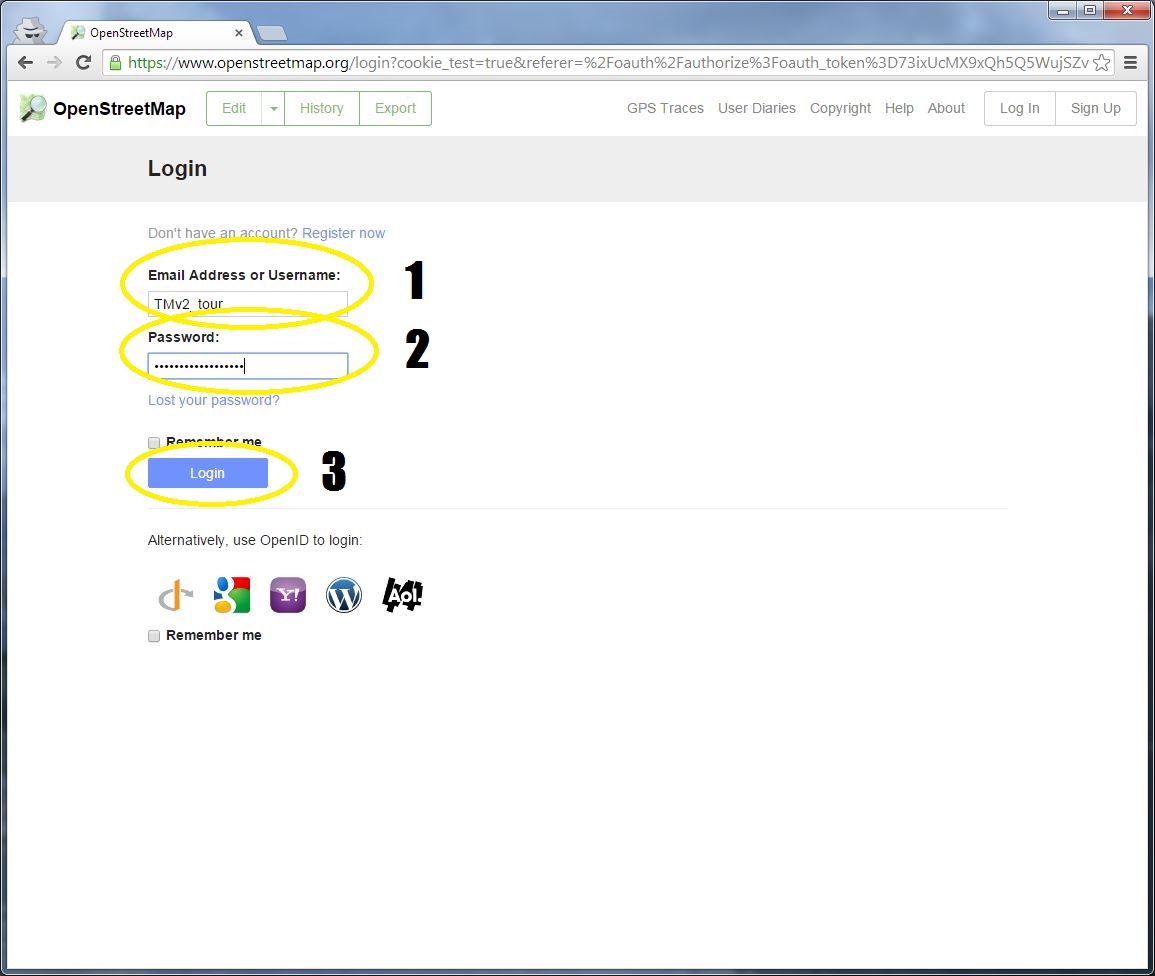 OpenStreetMap
https://www.openstreetmap.org/login?cookie_test=true&referer=%2Foauth%2Fauthorize%3Foauth_token%3D73ixUcMX9xQh5Q5WujSZv
OpenStreetMap Edit History Export GPS Traces User Diaries Copyright Help About Log In Sign Up
Login
Don't have an account? Register now
Email Address or Username:
1
TMv2_tour
Password:
2
••••••••••••••••••
Lost your password?
Remember me
Login
3
Alternatively, use OpenID to login:
Y! W Aol.
Remember me